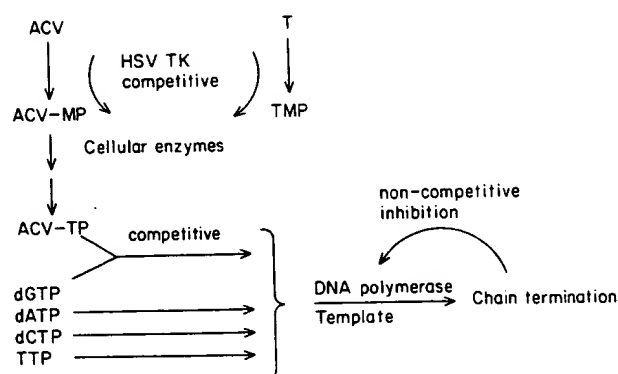 ACV
T
HSV TK
competitive
ACV-MP
TMP
Cellular enzymes
non-competitive
inhibition
ACV-TP
competitive
dGTP
dATP
dCTP
TTP
DNA polymerase
Template
Chain termination